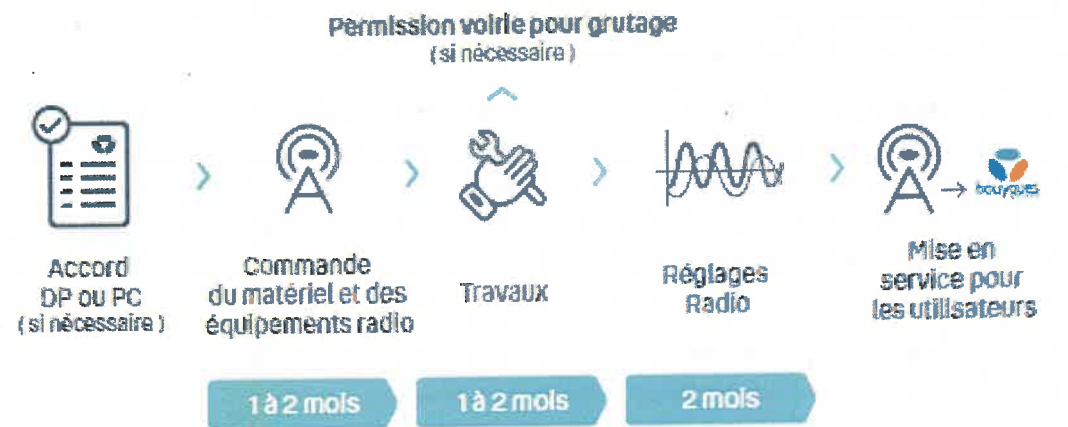 Permission voirie pour grutage
(si nécessaire)
Accord
DP ou PC
(si nécessaire)
Commande
du matériel et des
équipements radio
Travaux
Réglages
Radio
bouygues
Mise en
service pour
les utilisateurs
1 à 2 mois
1 à 2 mois
2 mois